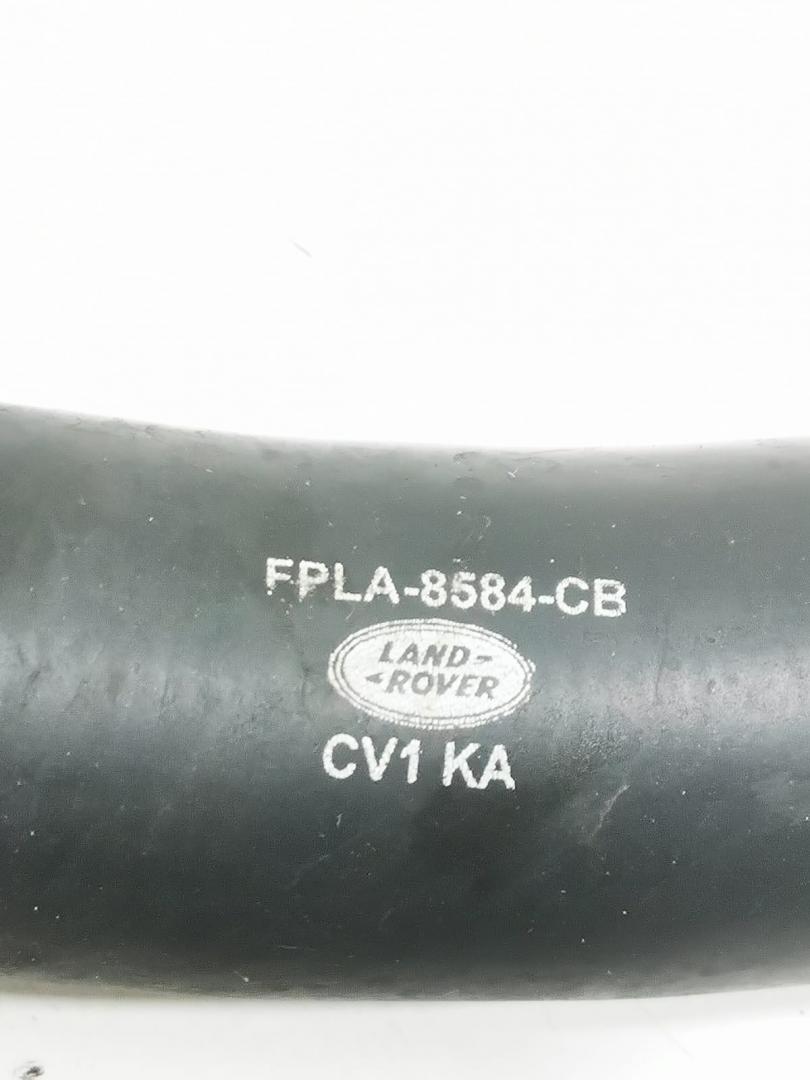 FPLA-8584-CB
LAND-
-ROVER
CV1 KA